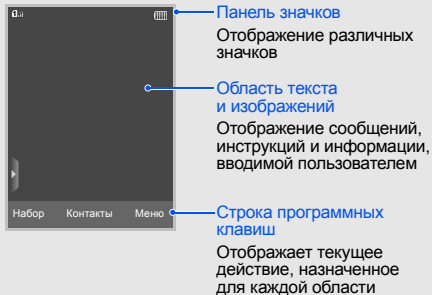 Панель значков
Отображение различных
значков
Область текста
и изображений
Отображение сообщений,
инструкций и информации,
вводимой пользователем
Набор Контакты Меню
Строка программных
клавиш
Отображает текущее
действие, назначенное
для каждой области